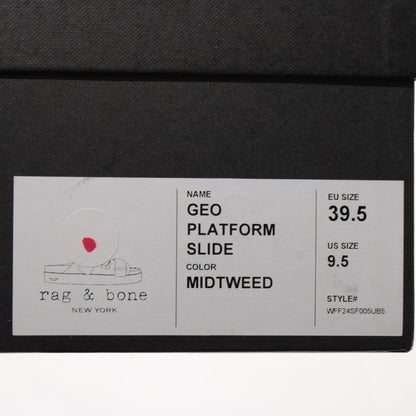 rag & bone
NEW YORK
NAME
GEO
PLATFORM
SLIDE
COLOR
MIDTWEED
EU SIZE
39.5
US SIZE
9.5
STYLE#
WFF24SF005UB5